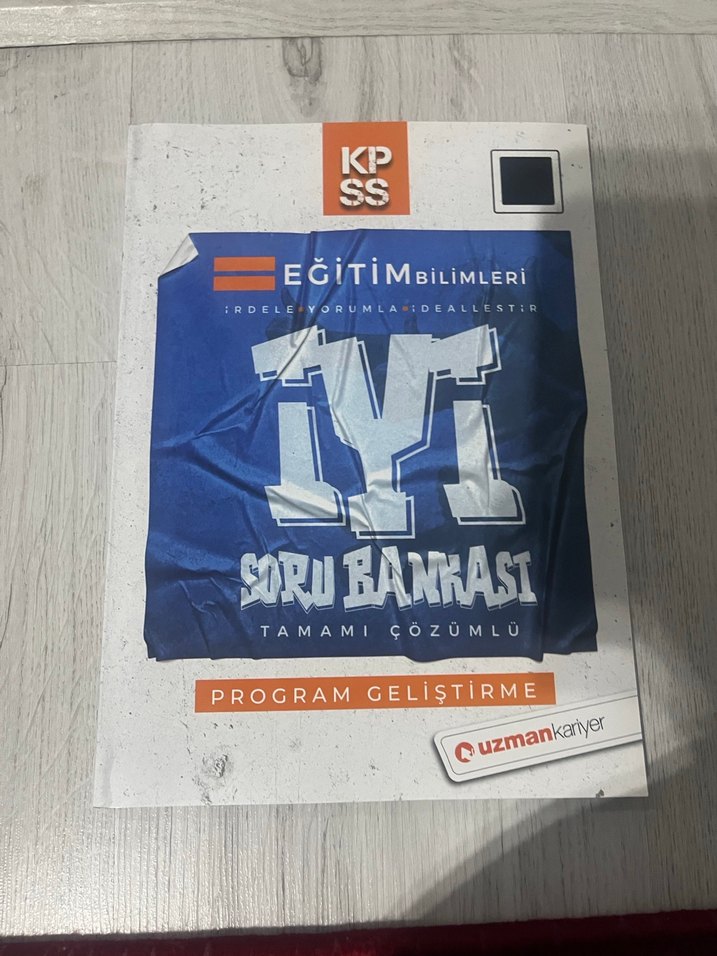 KP
SS
EĞİTİM BİLİMLERİ
İRDELE•YORUMLA•İDEALLEŞTİR
İYİ
SORU BANKASI
TAMAMI ÇÖZÜMLÜ
PROGRAM GELİŞTİRME
uzmankariyer